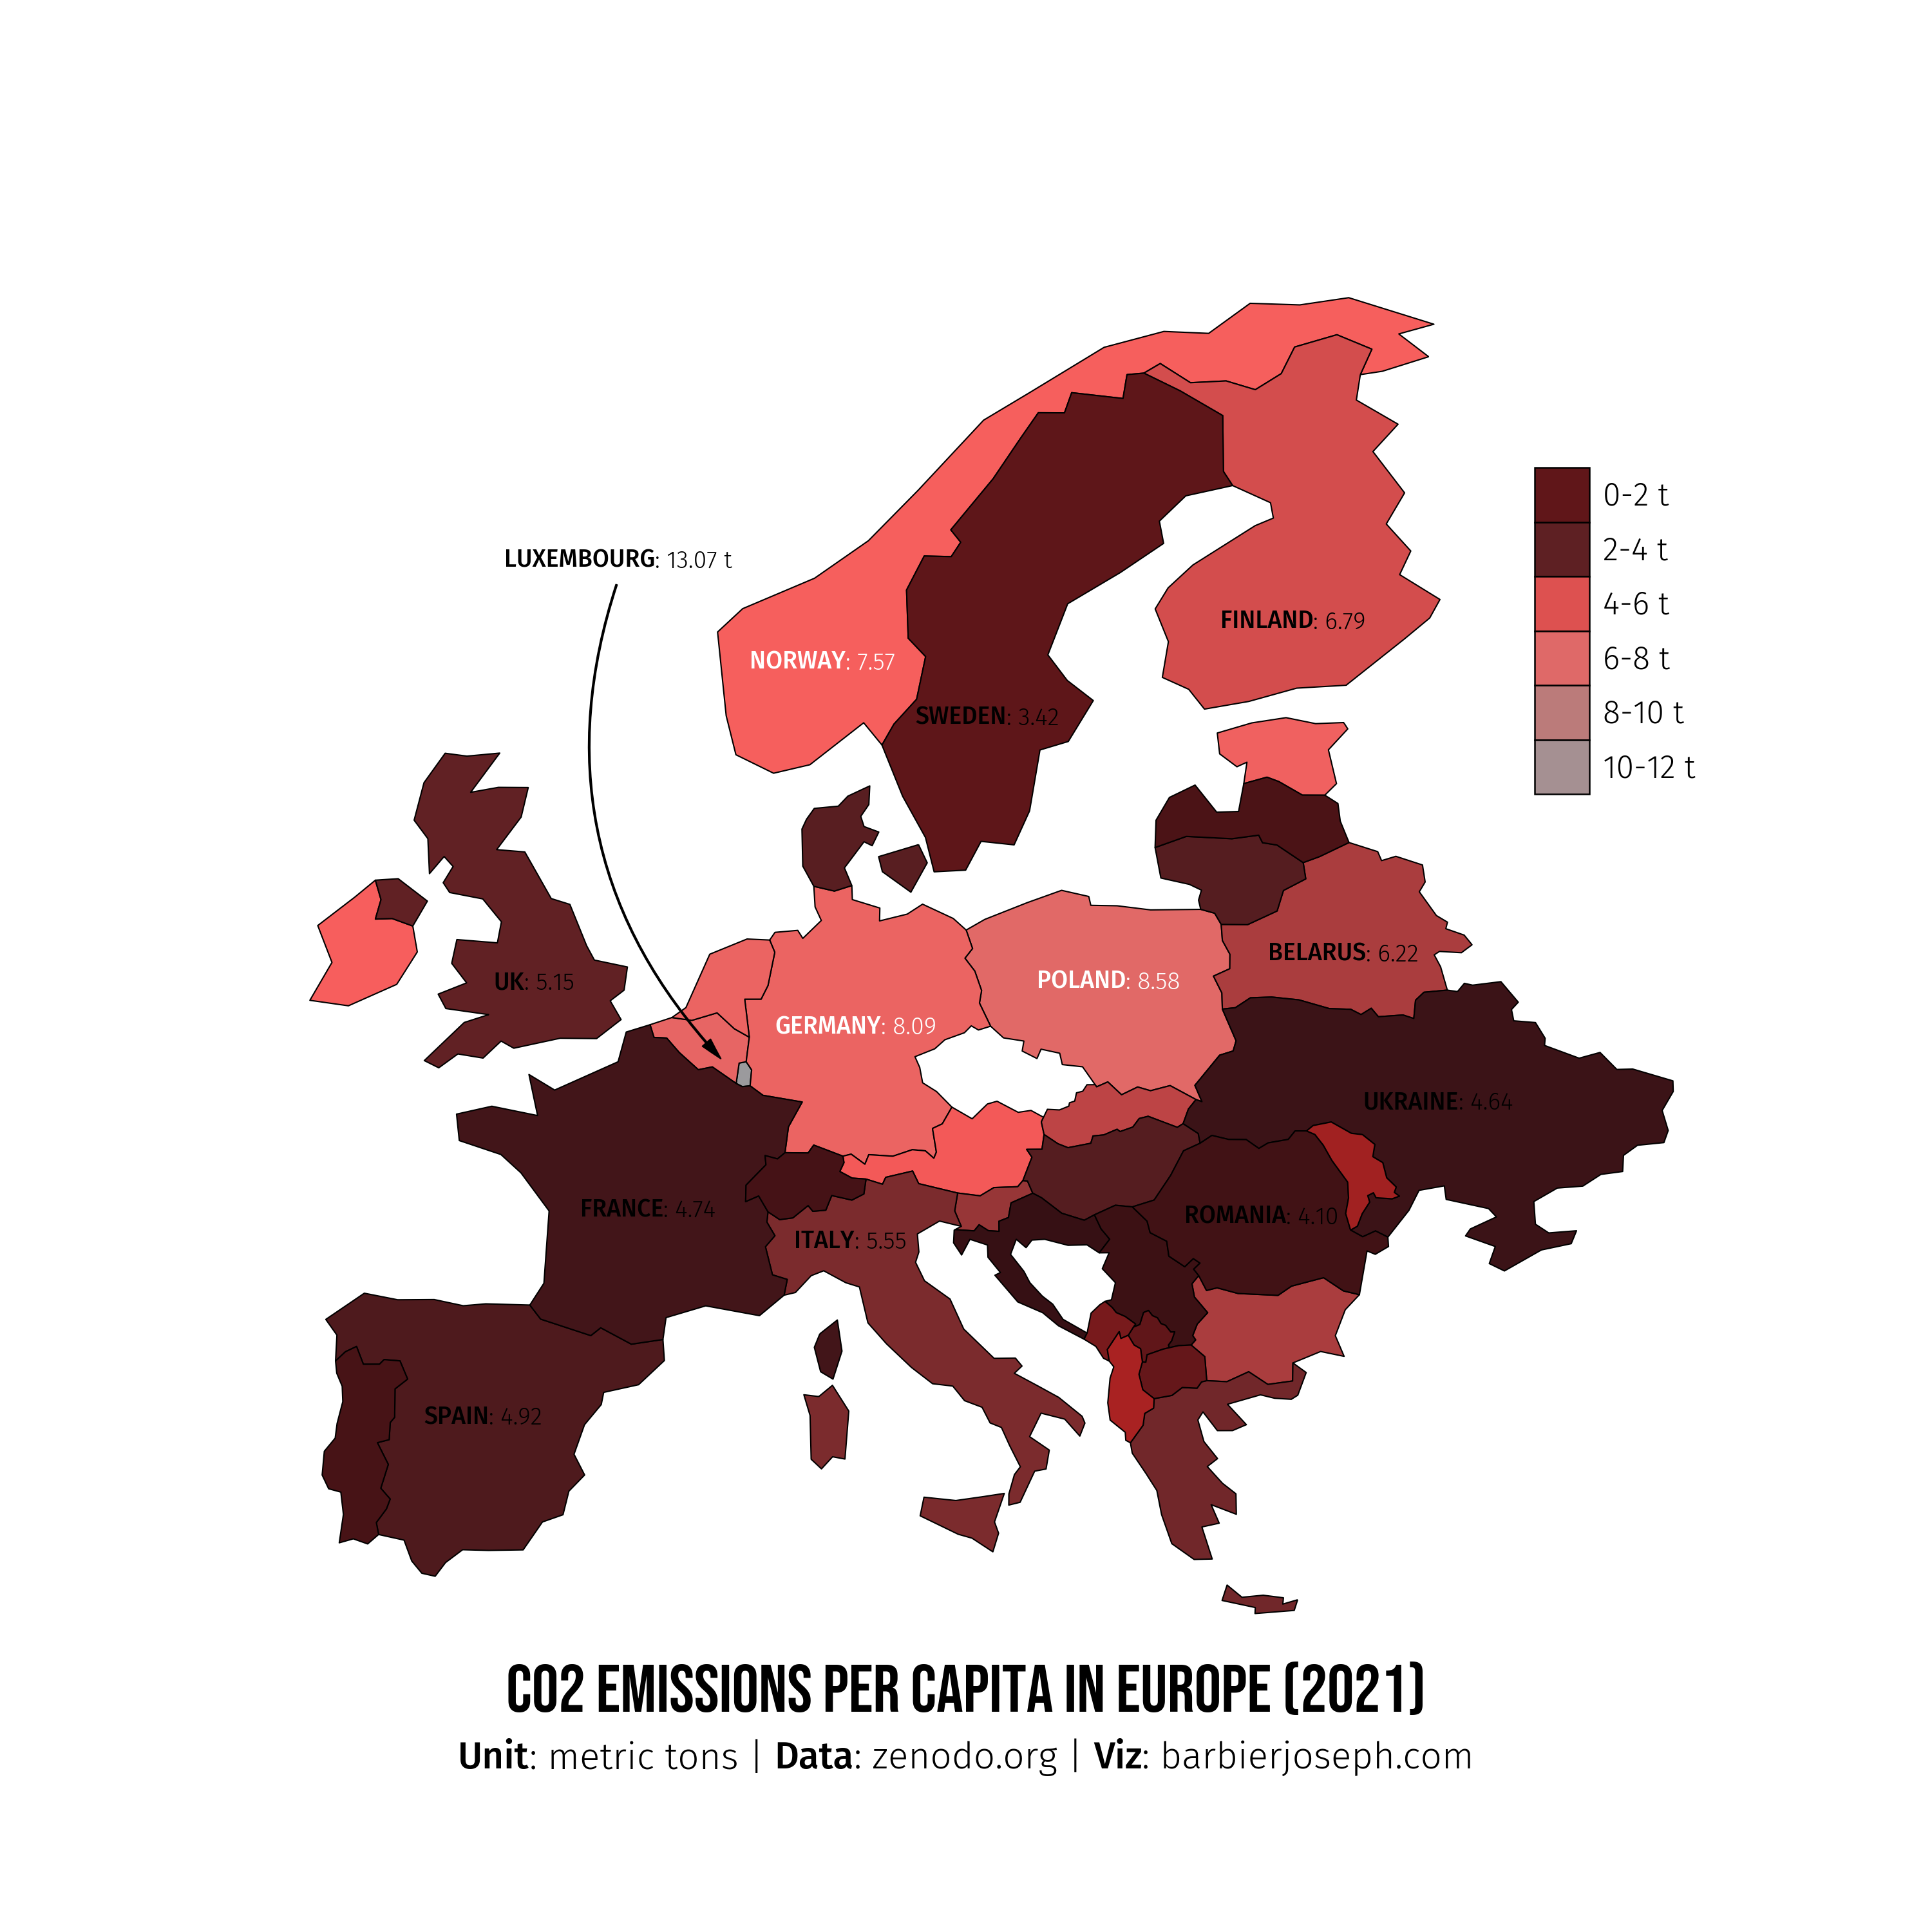 LUXEMBOURG: 13.07 t
NORWAY: 7.57
FINLAND: 6.79
SWEDEN: 3.42
0-2 t
2-4 t
4-6 t
6-8 t
8-10 t
10-12 t
UK: 5.15
BELARUS: 6.22
POLAND: 8.58
GERMANY: 8.09
UKRAINE: 4.64
FRANCE: 4.74
ROMANIA: 4.10
ITALY: 5.55
SPAIN: 4.92
CO2 EMISSIONS PER CAPITA IN EUROPE (2021)
Unit: metric tons | Data: zenodo.org | Viz: barbierjoseph.com